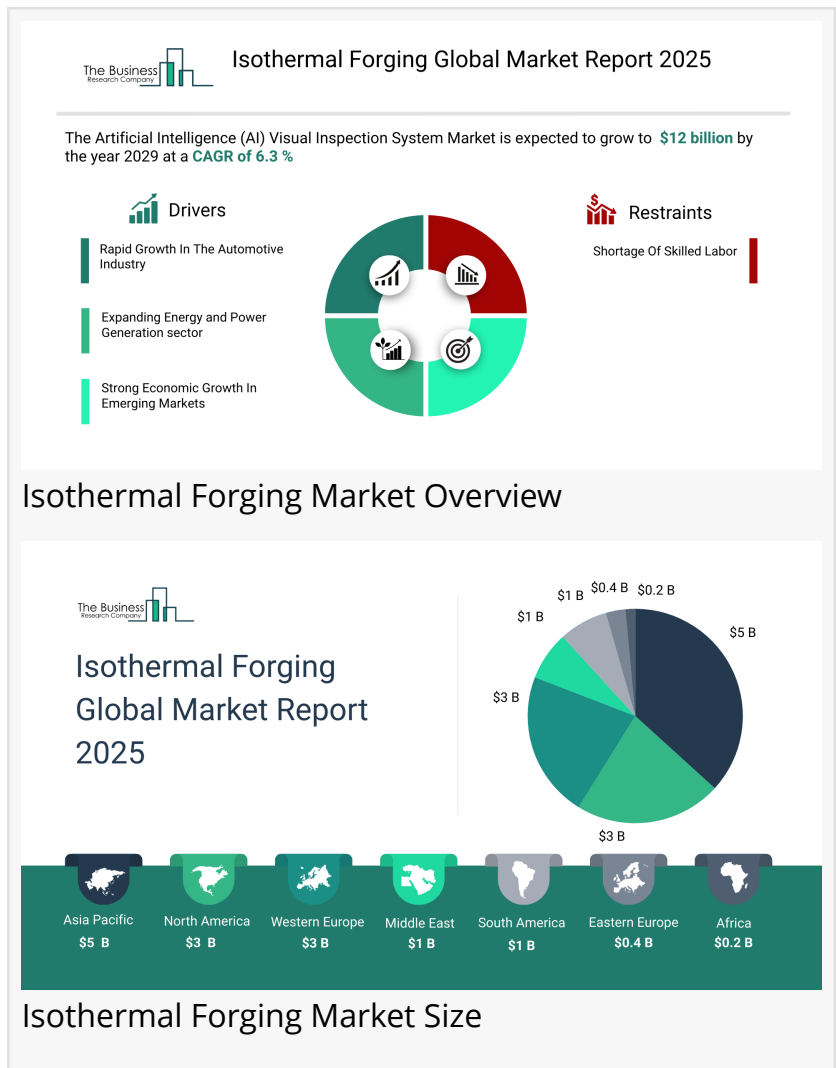 The Business
Research Company
Isothermal Forging Global Market Report 2025
The Artificial Intelligence (AI) Visual Inspection System Market is expected to grow to $12 billion by
the year 2029 at a CAGR of 6.3 %
Drivers
Rapid Growth In The Automotive
Industry
Expanding Energy and Power
Generation sector
Strong Economic Growth In
Emerging Markets
$
Restraints
Shortage Of Skilled Labor
Isothermal Forging Market Overview
The Business
Research Company
Isothermal Forging
Global Market Report
2025
$1 B
$1 B
$0.4 B
$0.2 B
$5 B
$3 B
$3 B
Asia Pacific
$5 B
North America
$3 B
Western Europe
$3 B
Middle East
$1 B
South America
$1 B
Eastern Europe
$0.4 B
Africa
$0.2 B
Isothermal Forging Market Size